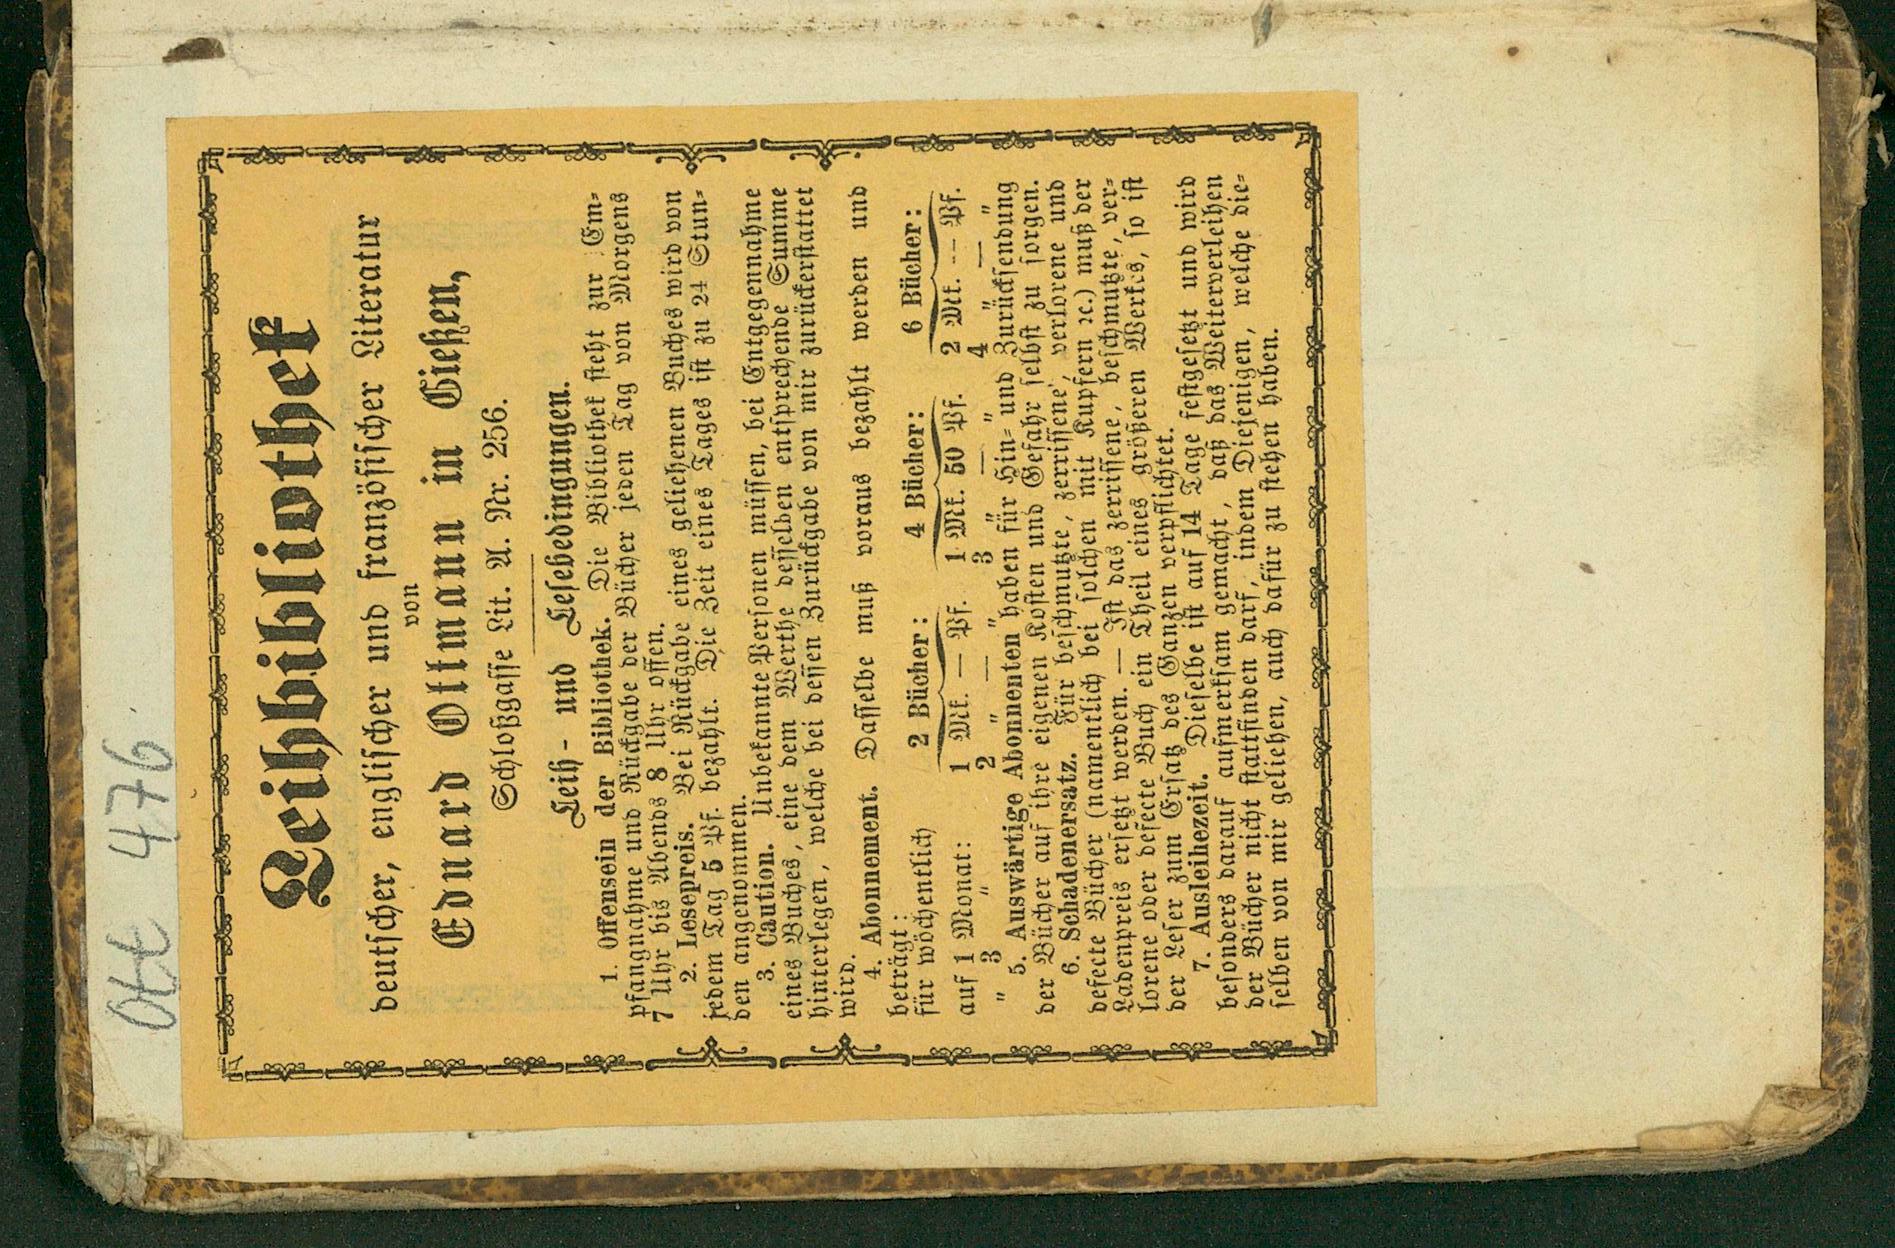 Ott 476
Leihbibliothek
deutscher, englischer und französischer Literatur
von
Eduard Ottmann in Gießen,
Schloßgasse Lit. A. Nr. 256.
Leih- und Lesebedingungen.
1. Offensein der Bibliothek. Die Bibliothek steht zur Em-
pfangnahme und Rückgabe der Bücher jeden Tag von Morgens
7 Uhr bis Abends 8 Uhr offen.
2. Lesepreis. Bei Rückgabe eines geliehenen Buches wird von
jedem Tag 5 Pf. bezahlt. Die Zeit eines Tages ist zu 24 Stun-
den angenommen.
3. Caution. Unbekannte Personen müssen, bei Entgegennahme
eines Buches, eine dem Werthe desselben entsprechende Summe
hinterlegen, welche bei dessen Zurückgabe von mir zurückerstattet
wird.
4. Abonnement. Dasselbe muß voraus bezahlt werden und
beträgt:
für wöchentlich 2 Bücher: 4 Bücher: 6 Bücher:
auf 1 Monat: 1 Mk. — Pf. 1 Mk. 50 Pf. 2 Mk. — Pf.
" 3 " 2 " — " 3 " — " 4 " — "
5. Auswärtige Abonnenten haben für Hin- und Zurücksendung
der Bücher auf ihre eigenen Kosten und Gefahr selbst zu sorgen.
6. Schadenersatz. Für beschmutzte, zerrissene, verlorene und
defecte Bücher (namentlich bei solchen mit Kupfern ꝛc.) muß der
Ladenpreis ersetzt werden. — Ist das zerrissene, beschmutzte, ver-
lorene oder defecte Buch ein Theil eines größeren Werkes, so ist
der Leser zum Ersatz des Ganzen verpflichtet.
7. Ausleihezeit. Dieselbe ist auf 14 Tage festgesetzt und wird
besonders darauf aufmerksam gemacht, daß das Weiterverleihen
der Bücher nicht stattfinden darf, indem Diejenigen, welche die-
selben von mir geliehen, auch dafür zu stehen haben.